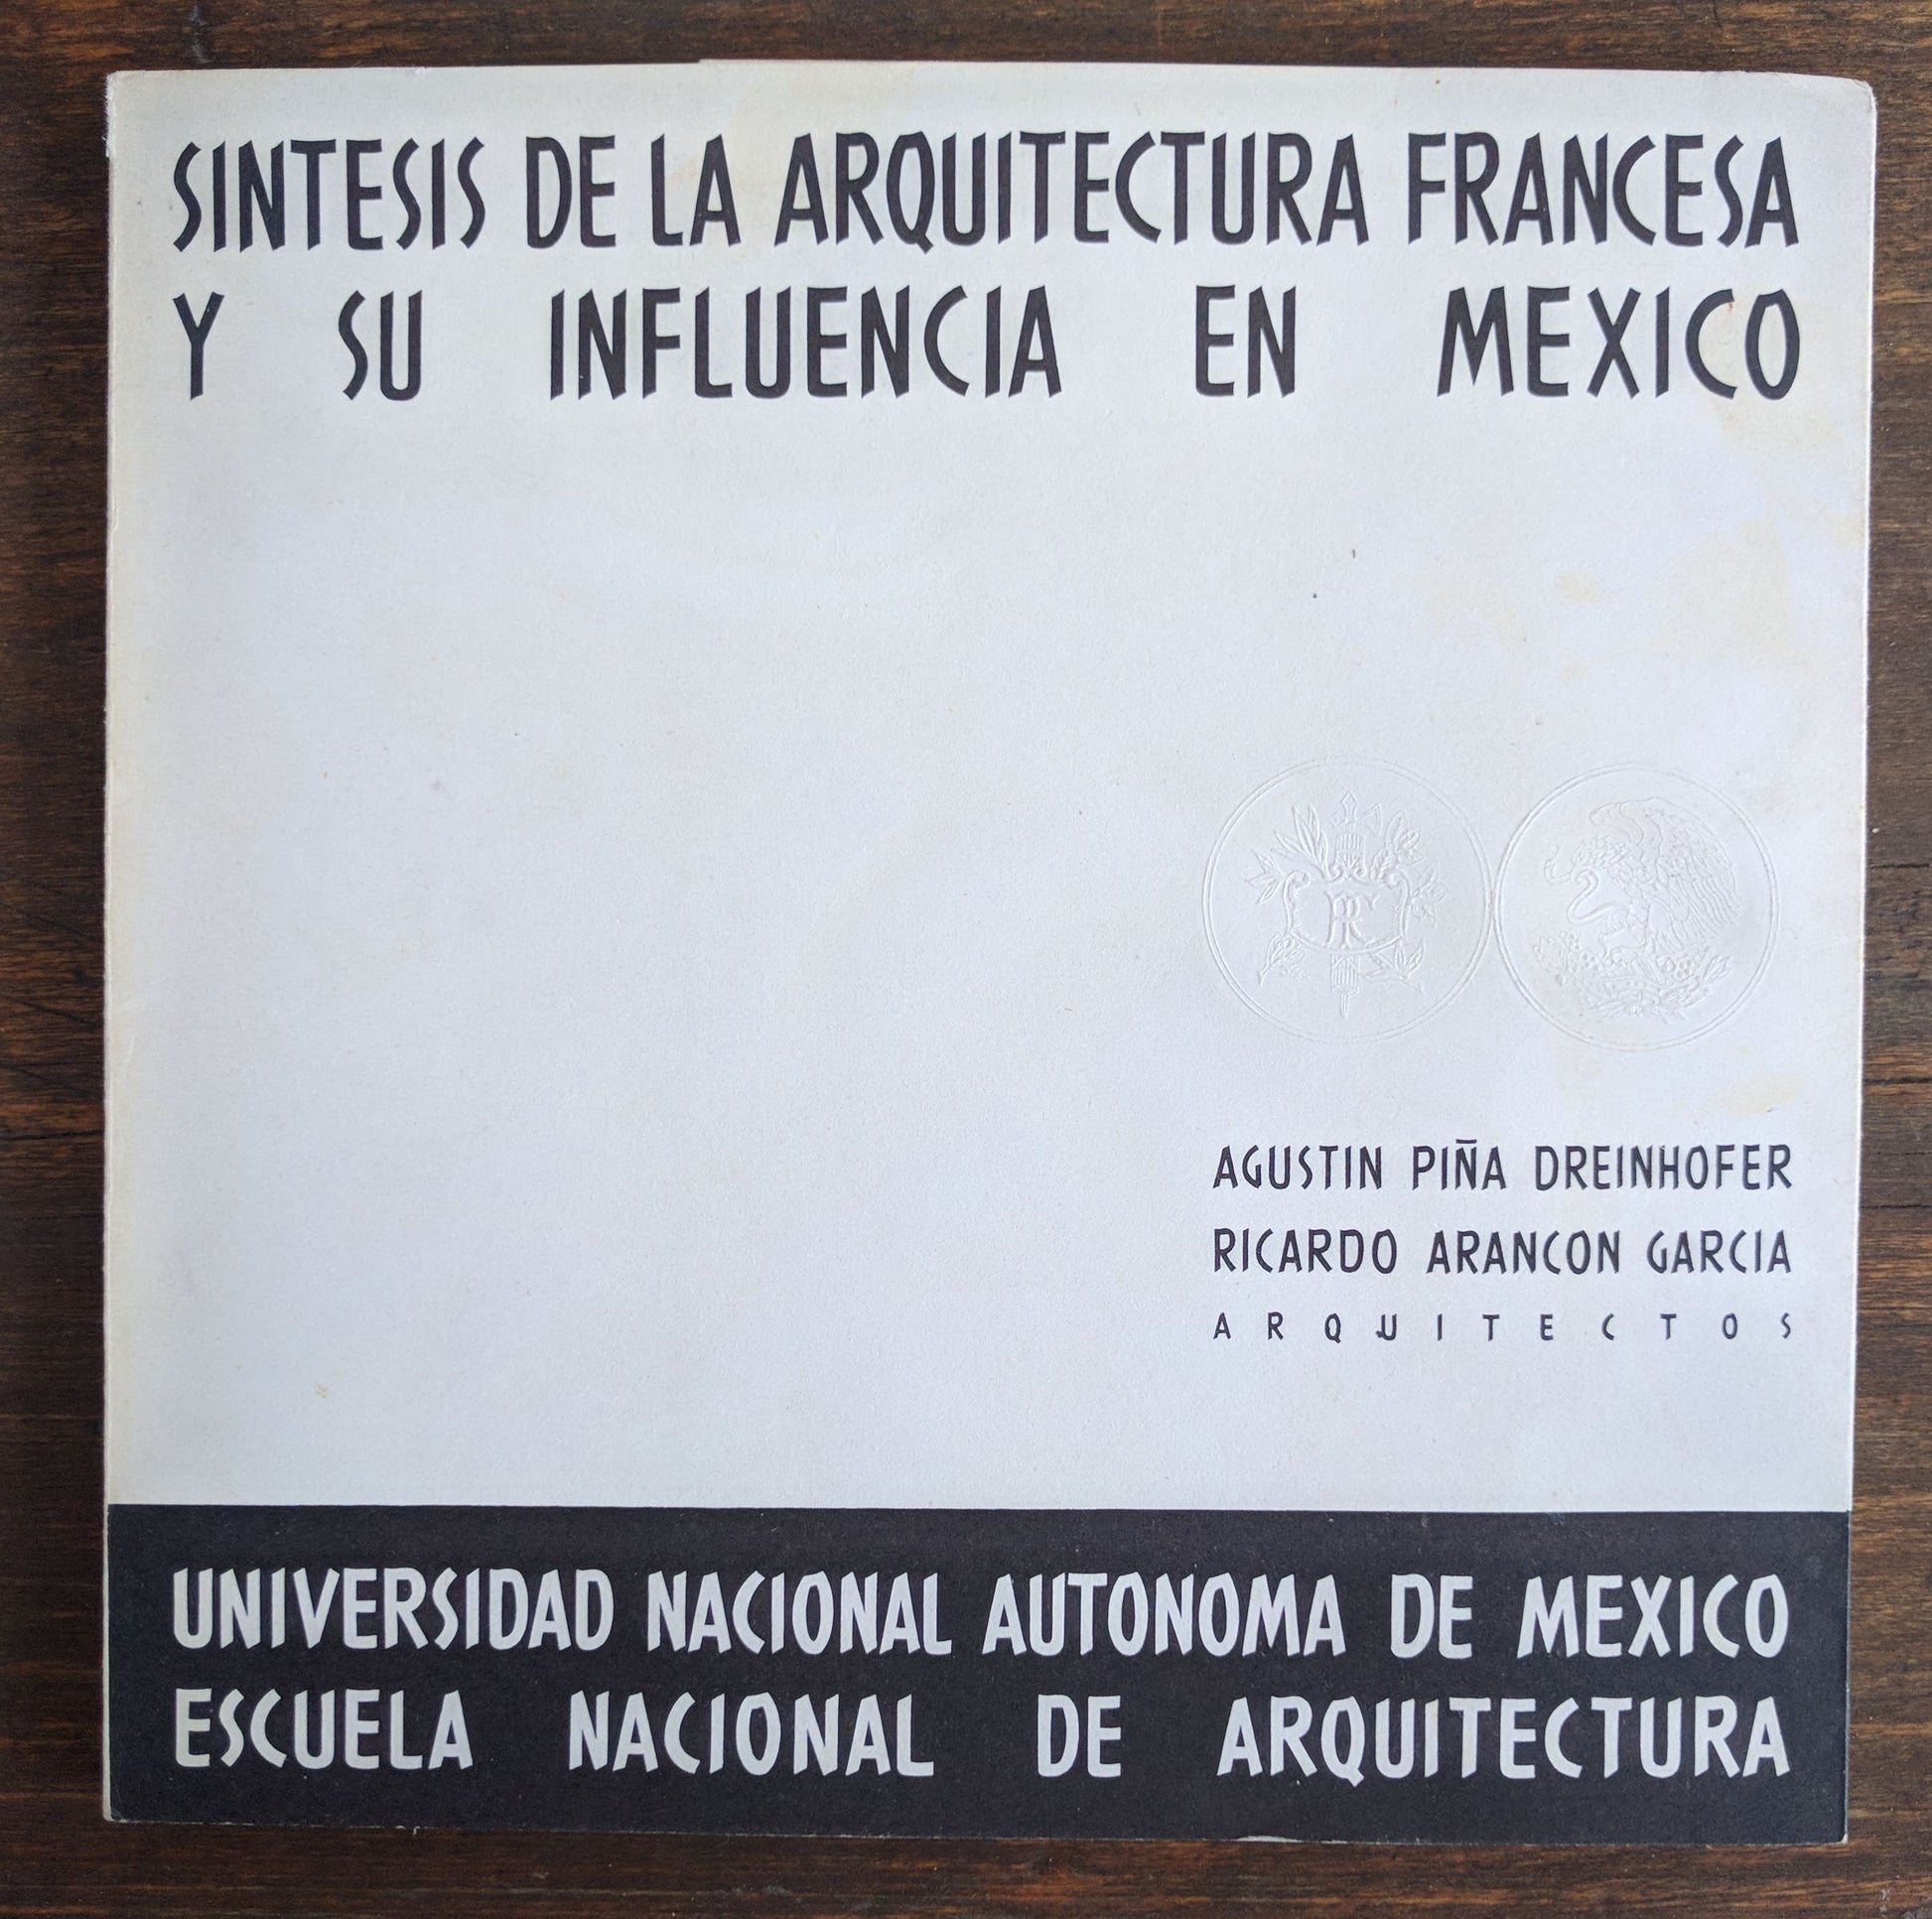 SINTESIS DE LA ARQUITECTURA FRANCESA
Y SU INFLUENCIA EN MEXICO
RF
AGUSTIN PIÑA DREINHOFER
RICARDO ARANCON GARCIA
ARQUITECTOS
UNIVERSIDAD NACIONAL AUTONOMA DE MEXICO
ESCUELA NACIONAL DE ARQUITECTURA